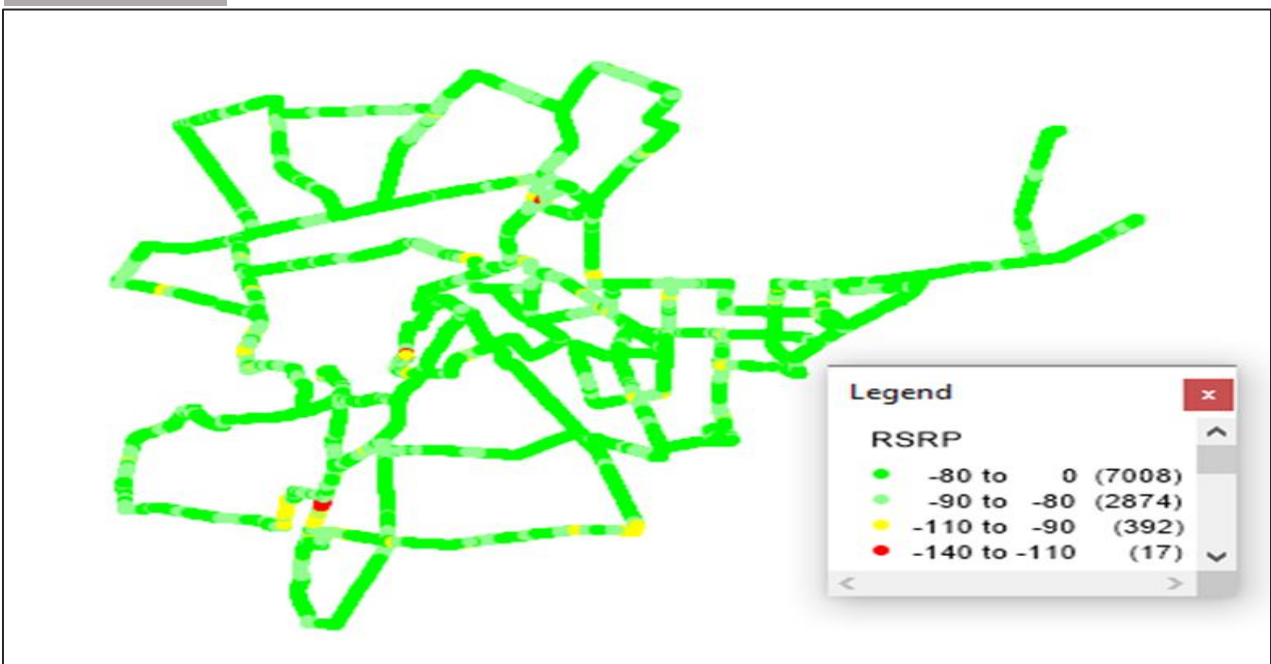 Legend
RSRP
-80 to 0 (7008)
-90 to -80 (2874)
-110 to -90 (392)
-140 to -110 (17)